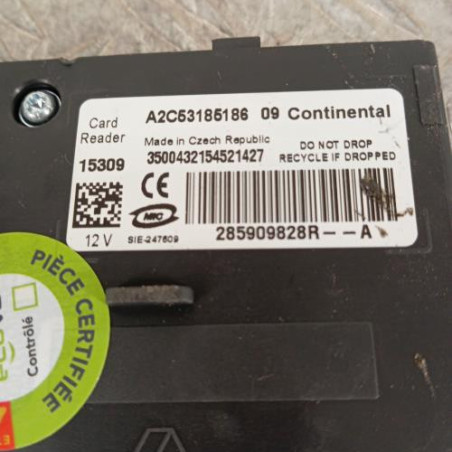 A2C53185186 09 Continental
Card
Reader
Made in Czech Republic
DO NOT DROP
15309
3500432154521427
RECYCLE IF DROPPED
CE
MIC
12 V
SIE-247609
285909828R--A
PIÈCE CERTIFIÉE
Contrôlé